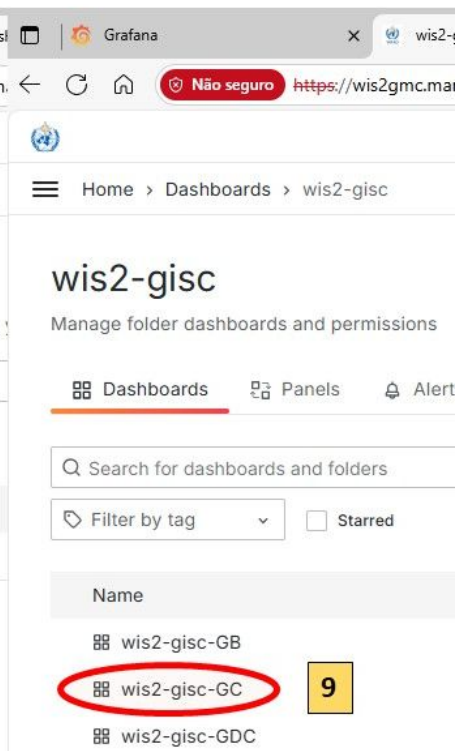 Grafana
wis2-g
Não seguro https://wis2gmc.mar
Home > Dashboards > wis2-gisc
wis2-gisc
Manage folder dashboards and permissions
Dashboards Panels Alert
Search for dashboards and folders
Filter by tag Starred
Name
wis2-gisc-GB
wis2-gisc-GC 9
wis2-gisc-GDC